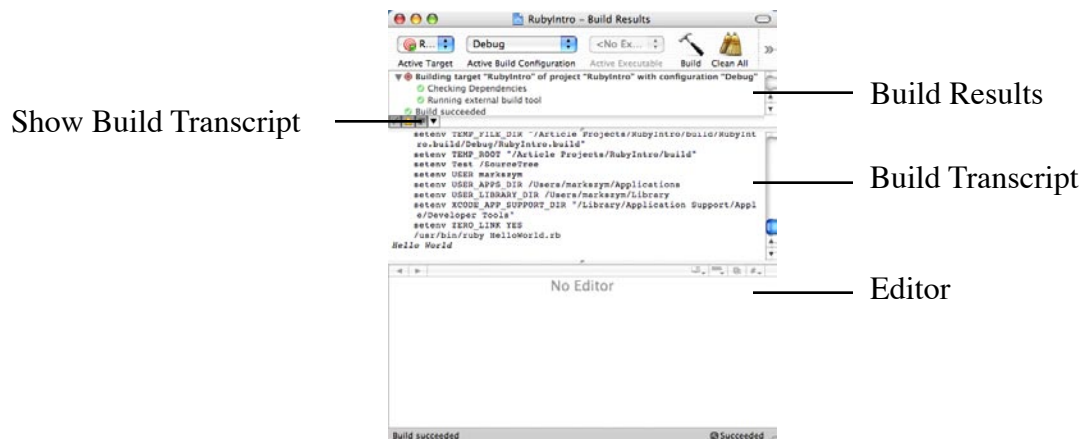 RubyIntro – Build Results
R...
Debug
<No Ex...
Active Target
Active Build Configuration
Active Executable
Build
Clean All
Building target "RubyIntro" of project "RubyIntro" with configuration "Debug"
Checking Dependencies
Running external build tool
Build succeeded
Build Results
Show Build Transcript
setenv TEMP_FILE_DIR "/Article Projects/RubyIntro/build/RubyInt
ro.build/Debug/RubyIntro.build"
setenv TEMP_ROOT "/Article Projects/RubyIntro/build"
setenv Test /SourceTree
setenv USER markszym
setenv USER_APPS_DIR /Users/markszym/Applications
setenv USER_LIBRARY_DIR /Users/markszym/Library
setenv XCODE_APP_SUPPORT_DIR "/Library/Application Support/Appl
e/Developer Tools"
setenv ZERO_LINK YES
/usr/bin/ruby HelloWorld.rb
Hello World
Build Transcript
No Editor
Editor
Build succeeded
Succeeded